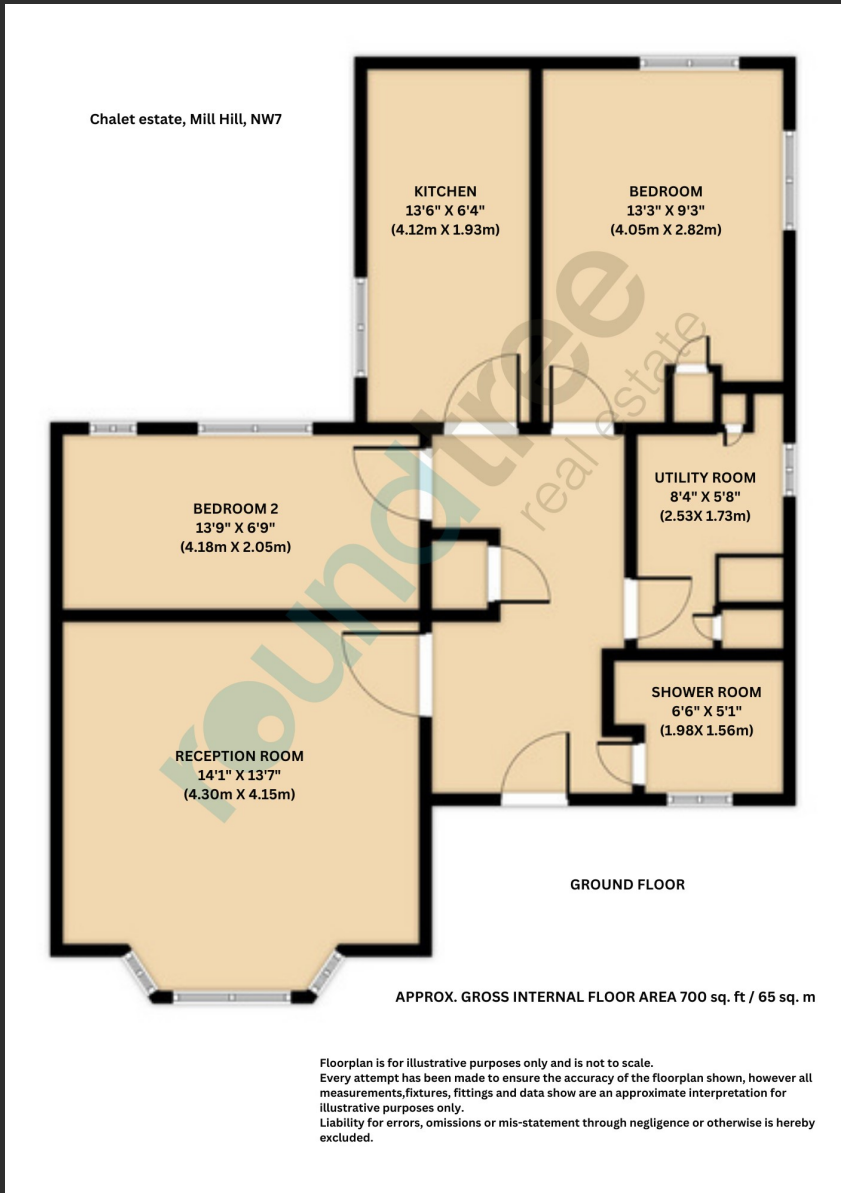 Chalet estate, Mill Hill, NW7
KITCHEN
13'6" X 6'4"
(4.12m X 1.93m)
BEDROOM
13'3" X 9'3"
(4.05m X 2.82m)
BEDROOM 2
13'9" X 6'9"
(4.18m X 2.05m)
UTILITY ROOM
8'4" X 5'8"
(2.53X 1.73m)
SHOWER ROOM
6'6" X 5'1"
(1.98X 1.56m)
RECEPTION ROOM
14'1" X 13'7"
(4.30m X 4.15m)
roundtree
real estate
GROUND FLOOR
APPROX. GROSS INTERNAL FLOOR AREA 700 sq. ft / 65 sq. m
Floorplan is for illustrative purposes only and is not to scale.
Every attempt has been made to ensure the accuracy of the floorplan shown, however all
measurements,fixtures, fittings and data show are an approximate interpretation for
illustrative purposes only.
Liability for errors, omissions or mis-statement through negligence or otherwise is hereby
excluded.